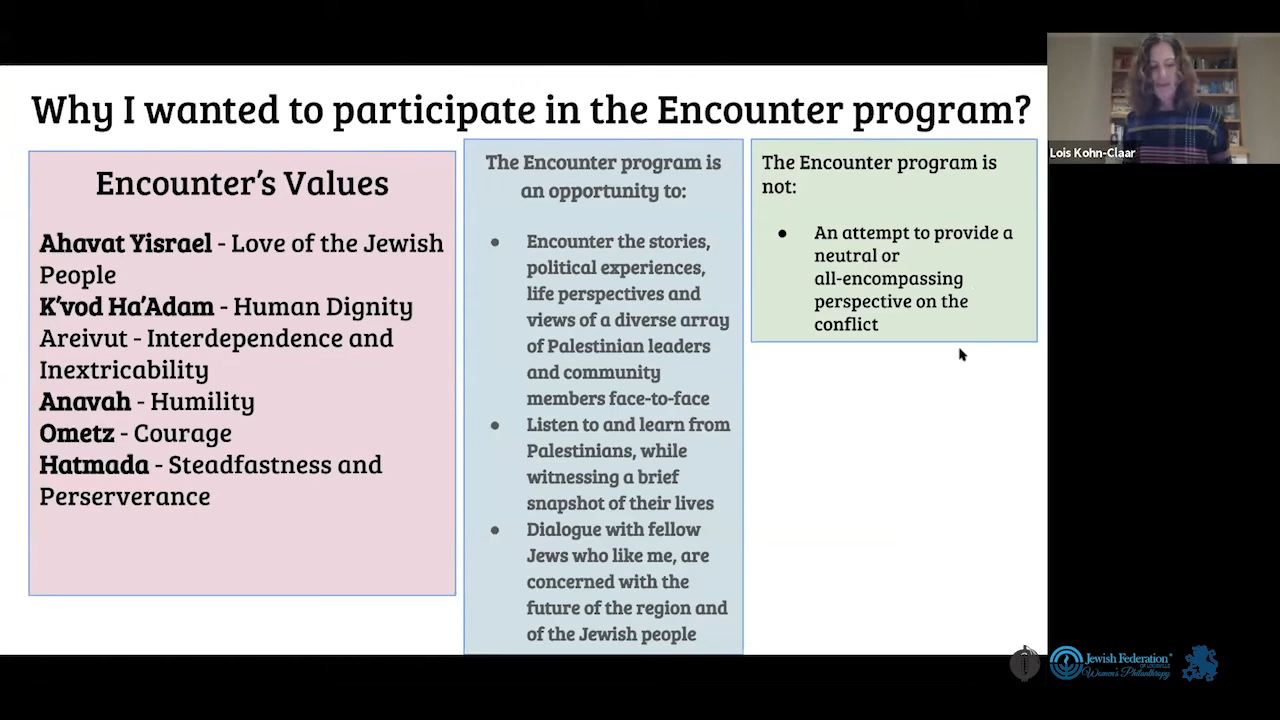 Why I wanted to participate in the Encounter program?
Encounter's Values
Ahavat Yisrael - Love of the Jewish
People
K'vod Ha'Adam - Human Dignity
Areivut - Interdependence and
Inextricability
Anavah - Humility
Ometz - Courage
Hatmada - Steadfastness and
Perserverance
The Encounter program is
an opportunity to:
● Encounter the stories,
political experiences,
life perspectives and
views of a diverse array
of Palestinian leaders
and community
members face-to-face
● Listen to and learn from
Palestinians, while
witnessing a brief
snapshot of their lives
● Dialogue with fellow
Jews who like me, are
concerned with the
future of the region and
of the Jewish people
The Encounter program is
not:
● An attempt to provide a
neutral or
all-encompassing
perspective on the
conflict
Lois Kohn-Claar
Jewish Federation
OF LOUISVILLE
Women's Philanthropy